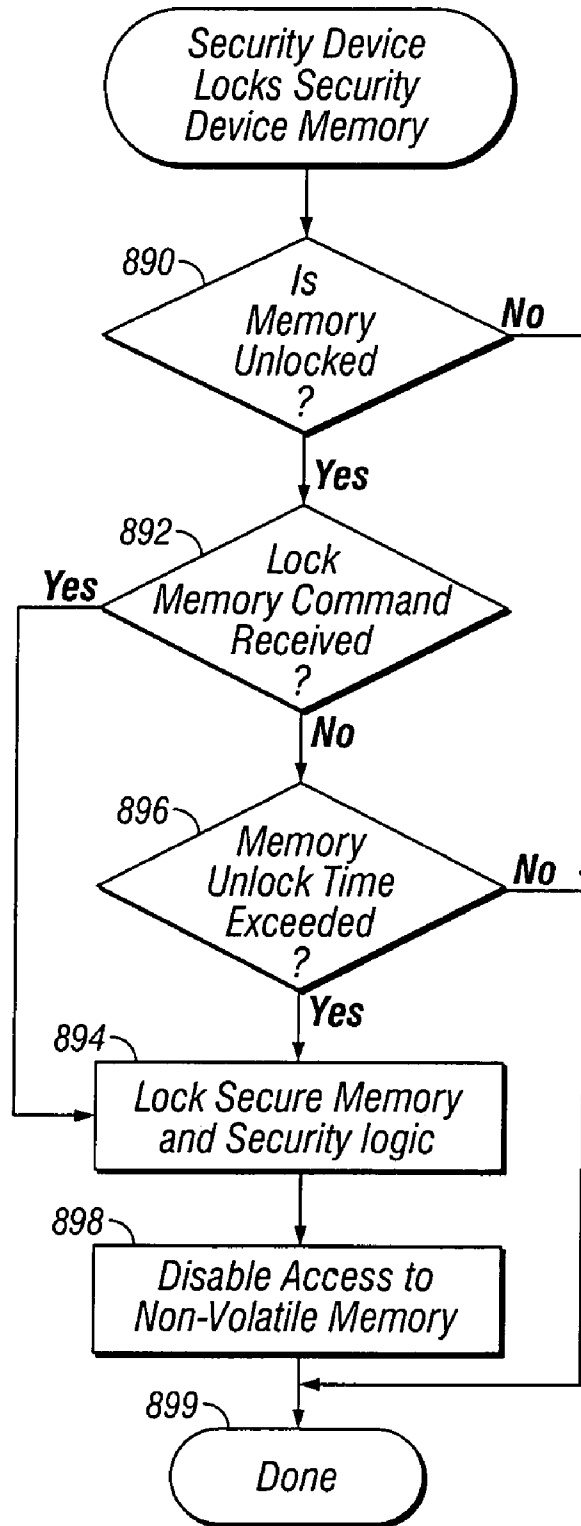 Security Device
Locks Security
Device Memory
890
Is
Memory
Unlocked
?
No
Yes
892
Lock
Memory Command
Received
?
Yes
No
896
Memory
Unlock Time
Exceeded
?
No
Yes
894
Lock Secure Memory
and Security logic
898
Disable Access to
Non-Volatile Memory
899
Done